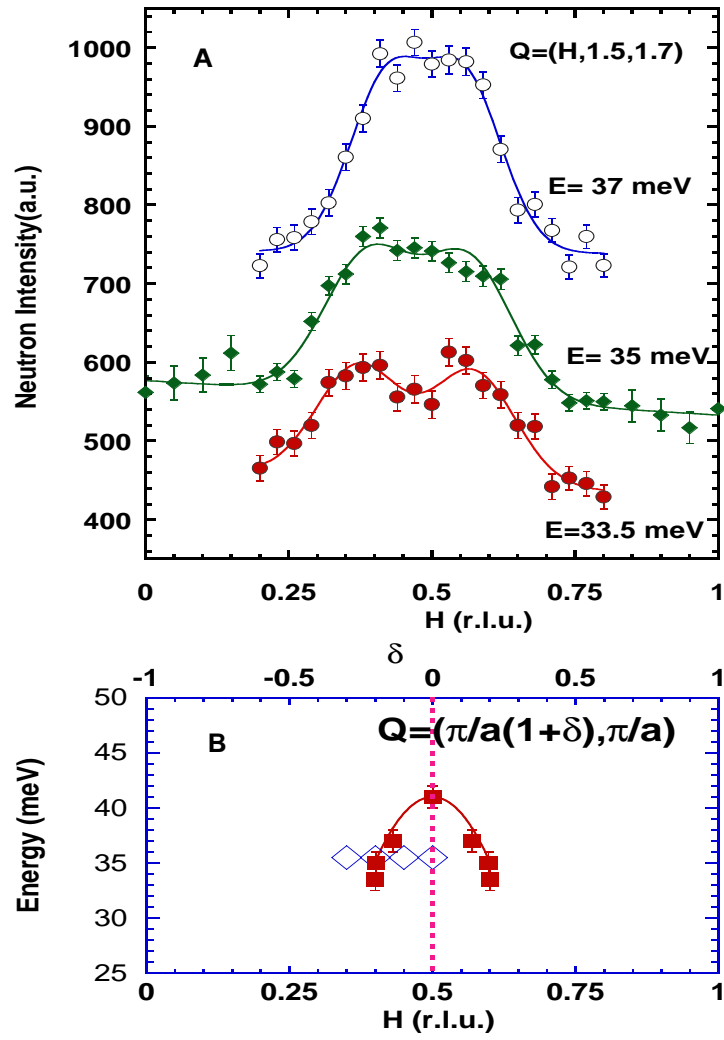 A
Q=(H,1.5,1.7)
1000
900
800
700
600
500
400
Neutron Intensity(a.u.)
E= 37 meV
E= 35 meV
E=33.5 meV
0 0.25 0.5 0.75 1
H (r.l.u.)
δ
-1 -0.5 0 0.5 1
B
Q=(π/a(1+δ),π/a)
50
45
40
35
30
25
Energy (meV)
0 0.25 0.5 0.75 1
H (r.l.u.)